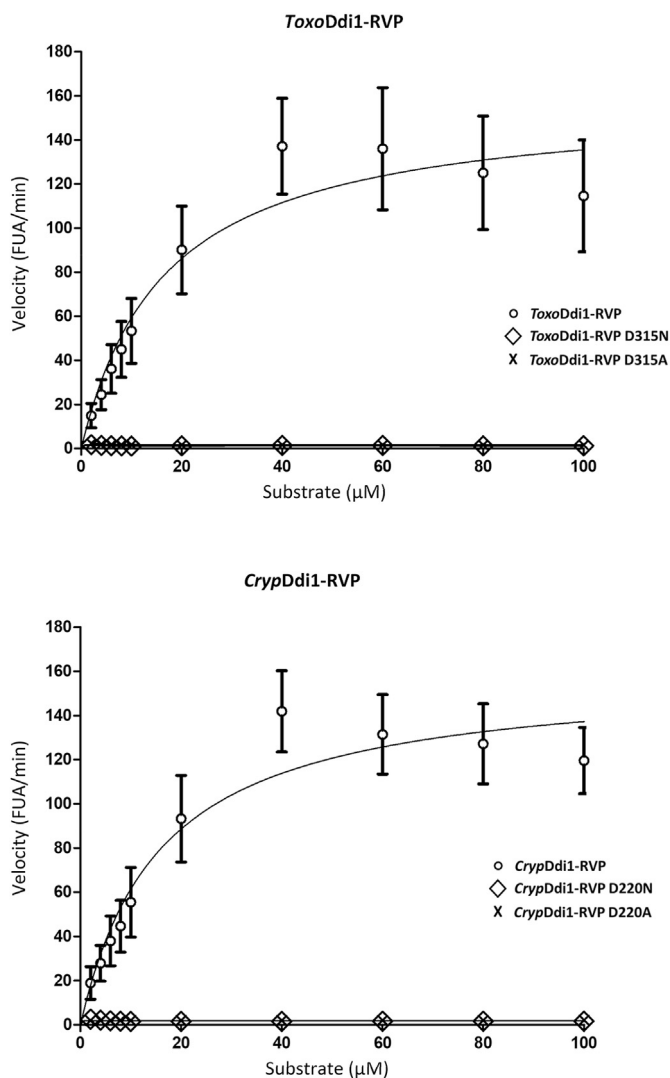 ToxoDdi1-RVP
180
160
140
120
100
80
60
40
20
0
Velocity (FUA/min)
0 20 40 60 80 100
Substrate (µM)
ToxoDdi1-RVP
ToxoDdi1-RVP D315N
ToxoDdi1-RVP D315A
CrypDdi1-RVP
180
160
140
120
100
80
60
40
20
0
Velocity (FUA/min)
0 20 40 60 80 100
Substrate (µM)
CrypDdi1-RVP
CrypDdi1-RVP D220N
CrypDdi1-RVP D220A